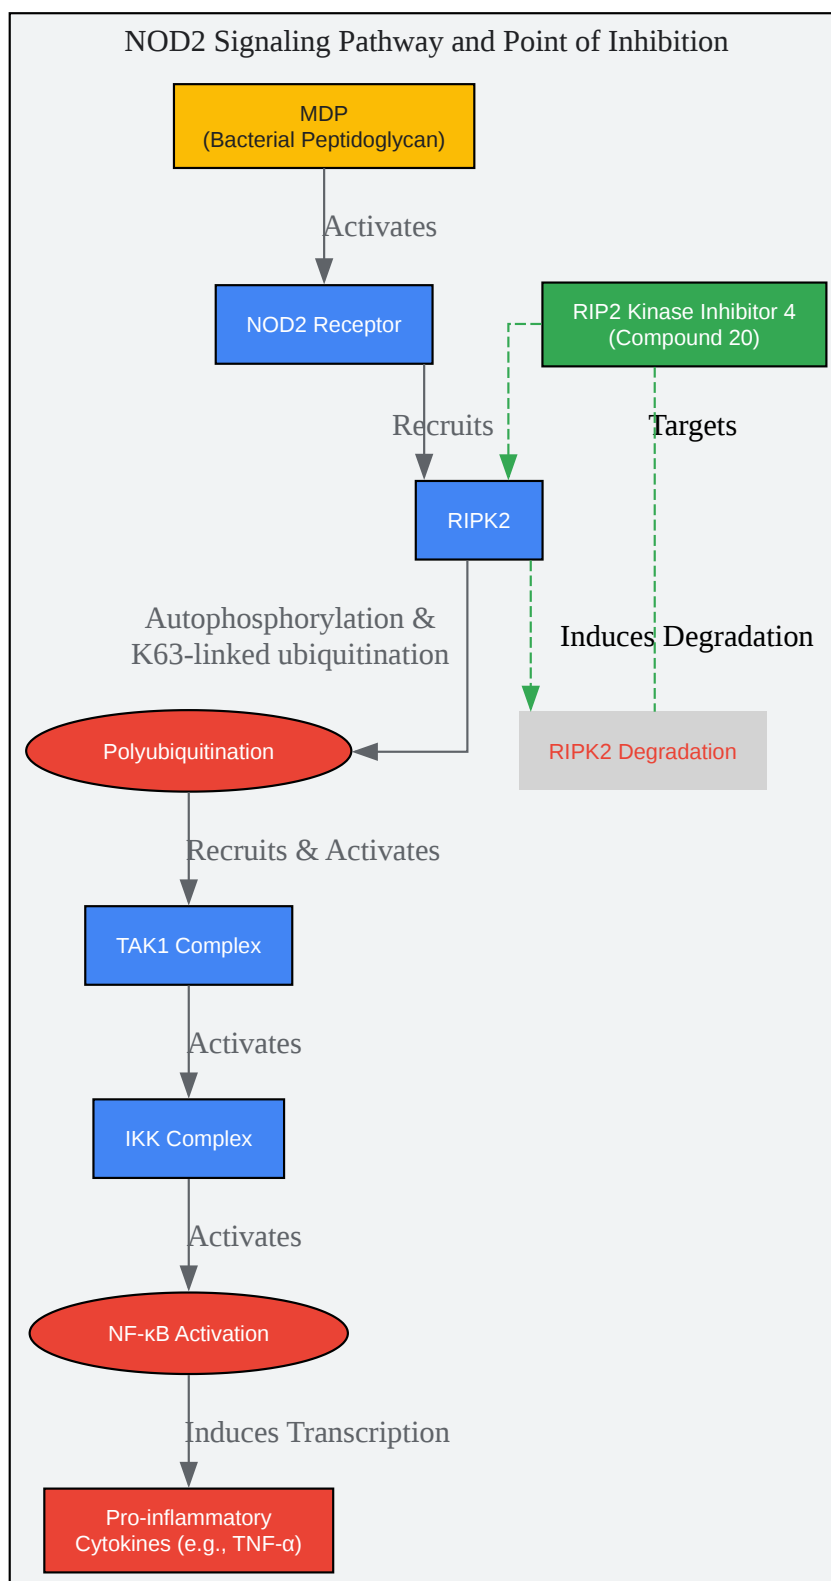 NOD2 Signaling Pathway and Point of Inhibition
MDP
(Bacterial Peptidoglycan)
Activates
NOD2 Receptor
RIP2 Kinase Inhibitor 4
(Compound 20)
Recruits
Targets
RIPK2
Autophosphorylation &
K63-linked ubiquitination
Induces Degradation
Polyubiquitination
RIPK2 Degradation
Recruits & Activates
TAK1 Complex
Activates
IKK Complex
Activates
NF-κB Activation
Induces Transcription
Pro-inflammatory
Cytokines (e.g., TNF-α)